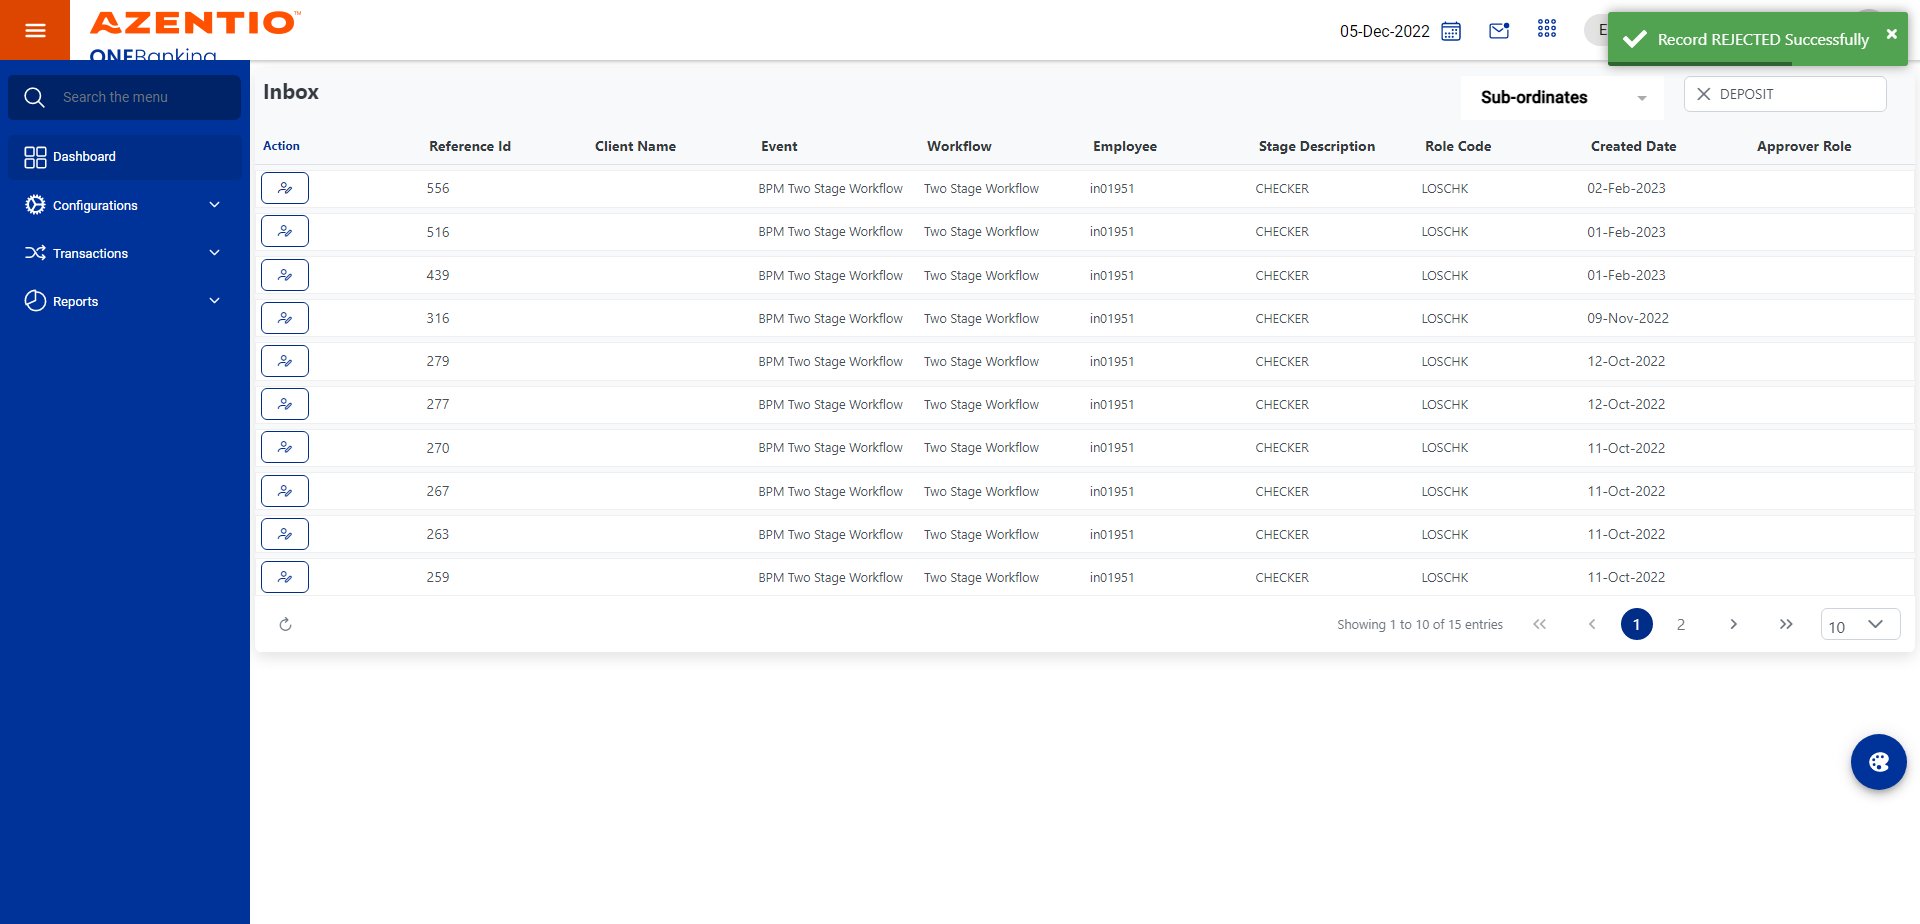 AZENTIO™
ONEBanking
05-Dec-2022
E
Record REJECTED Successfully
Search the menu
Dashboard
Configurations
Transactions
Reports
Inbox
Sub-ordinates
DEPOSIT
Action Reference Id Client Name Event Workflow Employee Stage Description Role Code Created Date Approver Role
556 BPM Two Stage Workflow Two Stage Workflow in01951 CHECKER LOSCHK 02-Feb-2023
516 BPM Two Stage Workflow Two Stage Workflow in01951 CHECKER LOSCHK 01-Feb-2023
439 BPM Two Stage Workflow Two Stage Workflow in01951 CHECKER LOSCHK 01-Feb-2023
316 BPM Two Stage Workflow Two Stage Workflow in01951 CHECKER LOSCHK 09-Nov-2022
279 BPM Two Stage Workflow Two Stage Workflow in01951 CHECKER LOSCHK 12-Oct-2022
277 BPM Two Stage Workflow Two Stage Workflow in01951 CHECKER LOSCHK 12-Oct-2022
270 BPM Two Stage Workflow Two Stage Workflow in01951 CHECKER LOSCHK 11-Oct-2022
267 BPM Two Stage Workflow Two Stage Workflow in01951 CHECKER LOSCHK 11-Oct-2022
263 BPM Two Stage Workflow Two Stage Workflow in01951 CHECKER LOSCHK 11-Oct-2022
259 BPM Two Stage Workflow Two Stage Workflow in01951 CHECKER LOSCHK 11-Oct-2022
Showing 1 to 10 of 15 entries 1 2 10